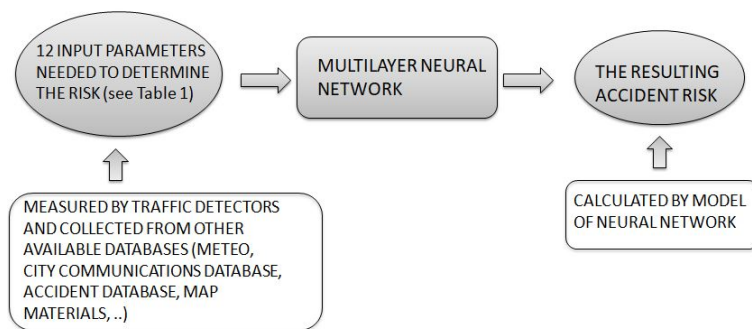 12 INPUT PARAMETERS
NEEDED TO DETERMINE
THE RISK (see Table 1)
MULTILAYER NEURAL
NETWORK
THE RESULTING
ACCIDENT RISK
MEASURED BY TRAFFIC DETECTORS
AND COLLECTED FROM OTHER
AVAILABLE DATABASES (METEO,
CITY COMMUNICATIONS DATABASE,
ACCIDENT DATABASE, MAP
MATERIALS, ..)
CALCULATED BY MODEL
OF NEURAL NETWORK